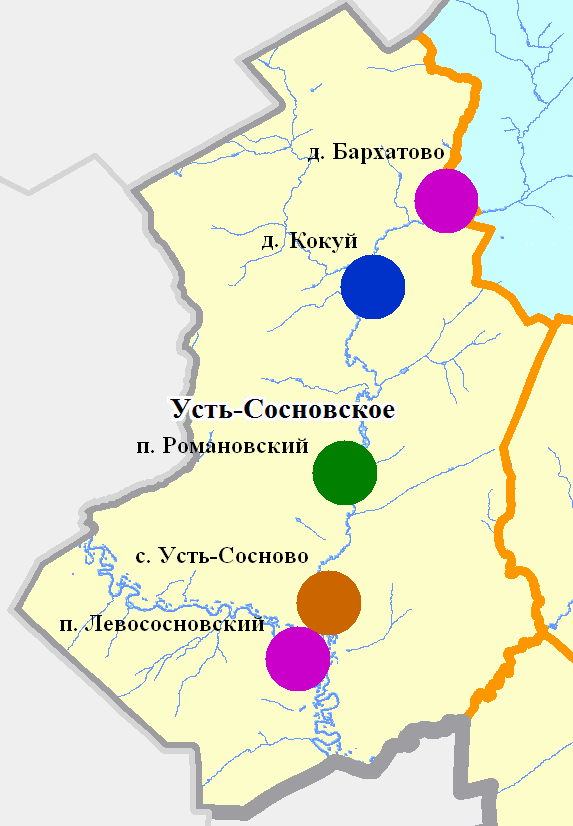 д. Бархатово
д. Кокуй
Усть-Сосновское
п. Романовский
с. Усть-Сосново
п. Левососновский